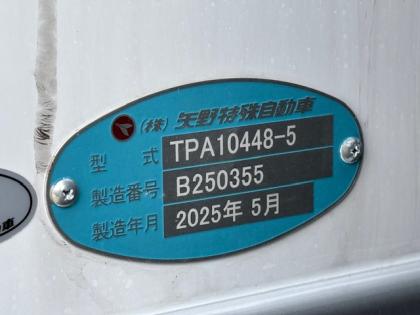 (株)矢野特殊自動車
型式 TPA10448-5
製造番号 B250355
製造年月 2025年 5月
車